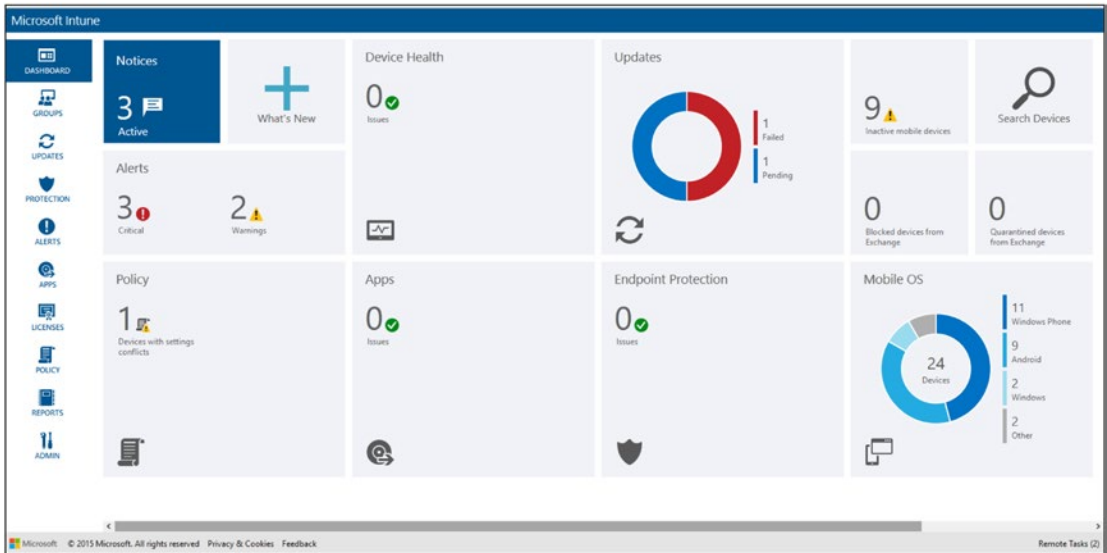 Microsoft Intune
DASHBOARD
GROUPS
UPDATES
PROTECTION
ALERTS
APPS
LICENSES
POLICY
REPORTS
ADMIN
Notices
3
Active
What's New
Device Health
0
Issues
Updates
1
Failed
1
Pending
9
Inactive mobile devices
Search Devices
Alerts
3
Critical
2
Warnings
0
Blocked devices from
Exchange
0
Quarantined devices
from Exchange
Policy
1
Devices with settings
conflicts
Apps
0
Issues
Endpoint Protection
0
Issues
Mobile OS
24
Devices
11
Windows Phone
9
Android
2
Windows
2
Other
Microsoft © 2015 Microsoft. All rights reserved Privacy & Cookies Feedback
Remote Tasks (2)